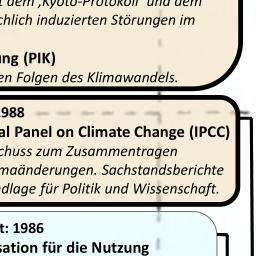 t dem ‚Kyoto-Protokoll' und dem
chlich induzierten Störungen im
ung (PIK)
en Folgen des Klimawandels.
1988
al Panel on Climate Change (IPCC)
chuss zum Zusammentragen
maänderungen. Sachstandsberichte
dlage für Politik und Wissenschaft.
t: 1986
sation für die Nutzung